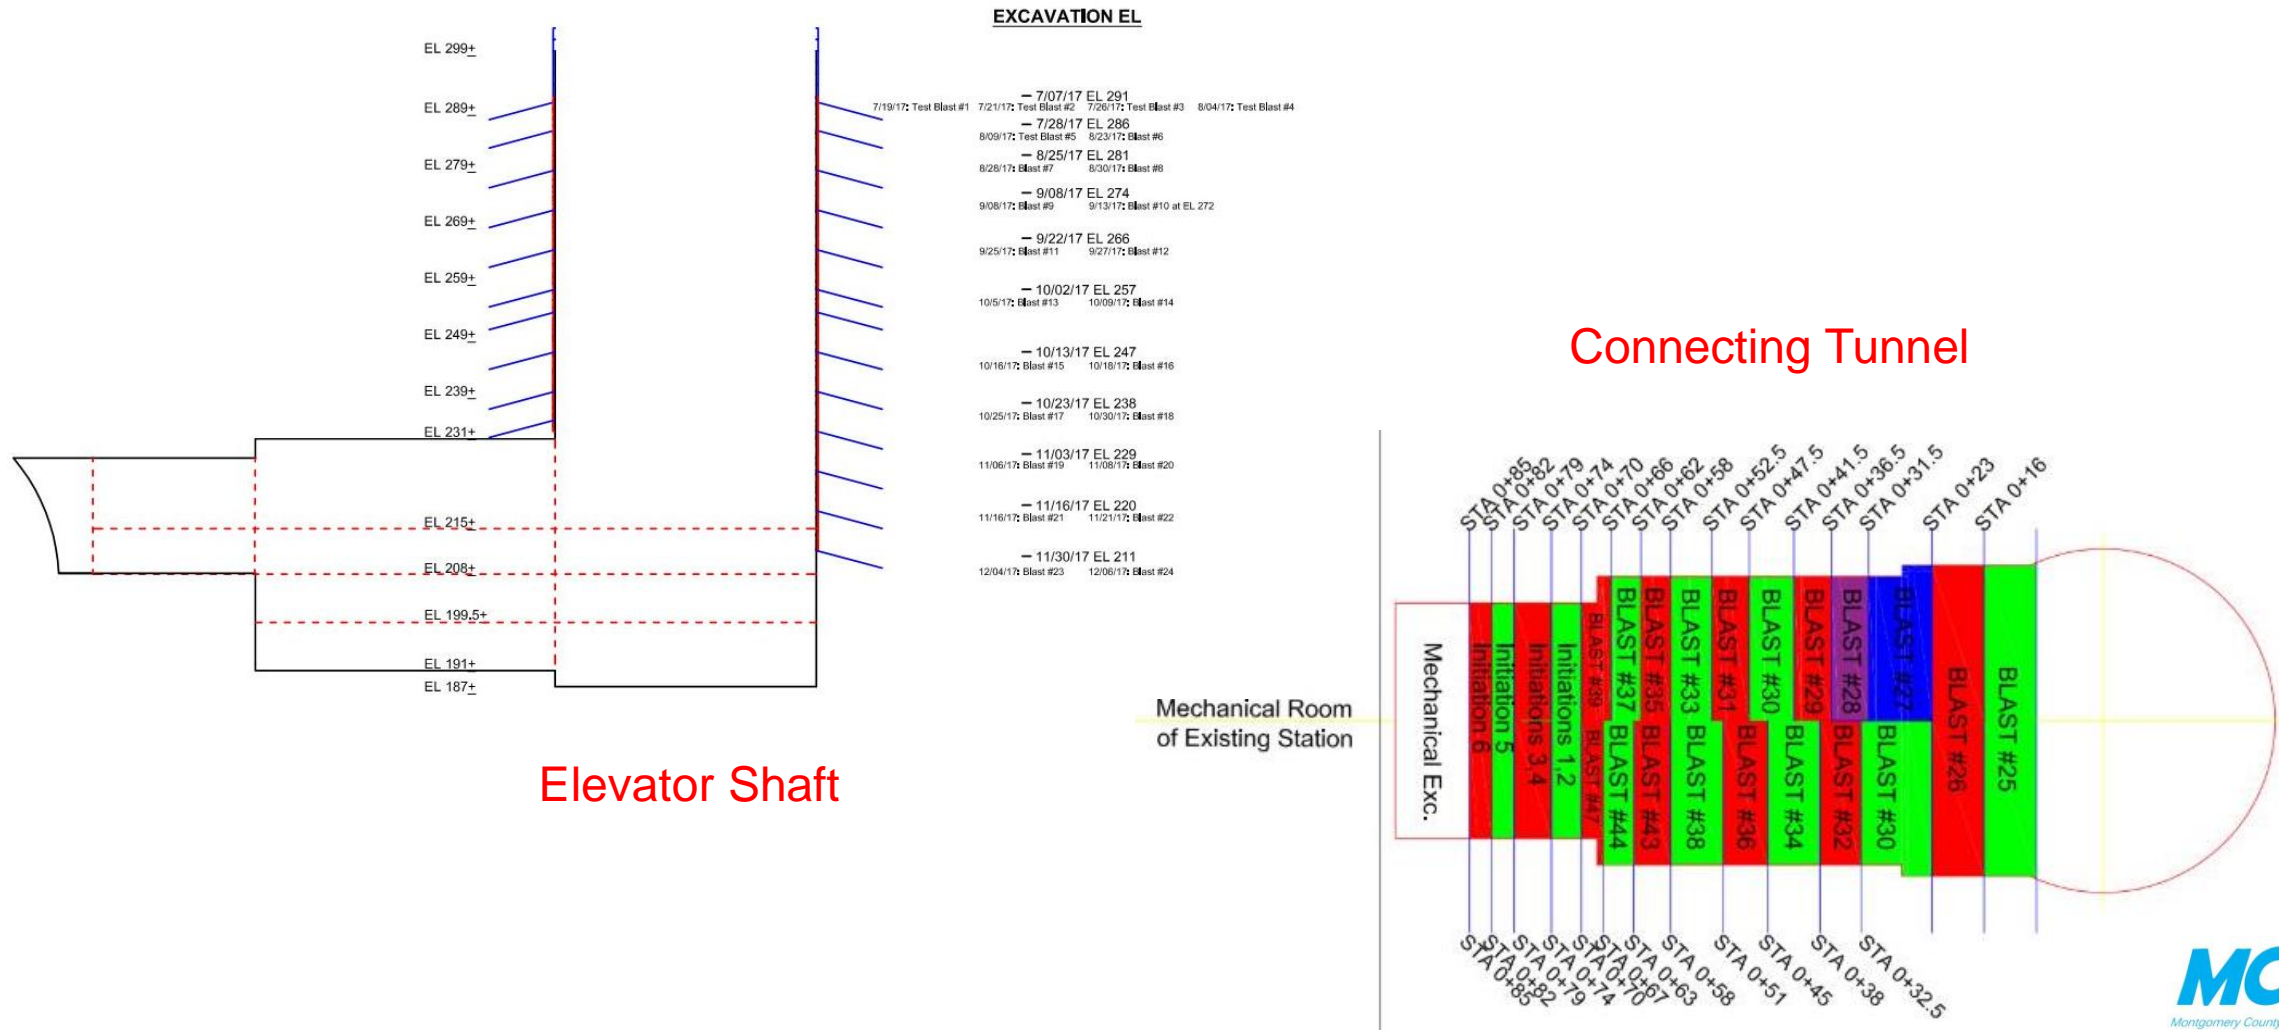 EXCAVATION EL
EL 299±
EL 289±
EL 279±
EL 269±
EL 259±
EL 249±
EL 239±
EL 231±
EL 215±
EL 208±
EL 199.5±
EL 191±
EL 187±
– 7/07/17 EL 291
7/19/17: Test Blast #1 7/21/17: Test Blast #2 7/26/17: Test Blast #3 8/04/17: Test Blast #4
– 7/28/17 EL 286
8/09/17: Test Blast #5 8/23/17: Blast #6
– 8/25/17 EL 281
8/28/17: Blast #7 8/30/17: Blast #8
– 9/08/17 EL 274
9/08/17: Blast #9 9/13/17: Blast #10 at EL 272
– 9/22/17 EL 266
9/25/17: Blast #11 9/27/17: Blast #12
– 10/02/17 EL 257
10/5/17: Blast #13 10/09/17: Blast #14
– 10/13/17 EL 247
10/16/17: Blast #15 10/18/17: Blast #16
– 10/23/17 EL 238
10/25/17: Blast #17 10/30/17: Blast #18
– 11/03/17 EL 229
11/06/17: Blast #19 11/08/17: Blast #20
– 11/16/17 EL 220
11/16/17: Blast #21 11/21/17: Blast #22
– 11/30/17 EL 211
12/04/17: Blast #23 12/06/17: Blast #24
Elevator Shaft
Connecting Tunnel
STA 0+85
STA 0+82
STA 0+79
STA 0+74
STA 0+70
STA 0+66
STA 0+62
STA 0+58
STA 0+52.5
STA 0+47.5
STA 0+41.5
STA 0+36.5
STA 0+31.5
STA 0+23
STA 0+16
Mechanical Room
of Existing Station
Mechanical Exc.
Initiation 6
Initiation 5
Initiations 3,4
Initiations 1,2
BLAST #39
BLAST #37
BLAST #35
BLAST #33
BLAST #31
BLAST #30
BLAST #29
BLAST #28
BLAST #27
BLAST #26
BLAST #25
BLAST #47
BLAST #44
BLAST #43
BLAST #38
BLAST #36
BLAST #34
BLAST #32
BLAST #30
STA 0+85
STA 0+82
STA 0+79
STA 0+74
STA 0+70
STA 0+67
STA 0+63
STA 0+58
STA 0+51
STA 0+45
STA 0+38
STA 0+32.5
MC
Montgomery County